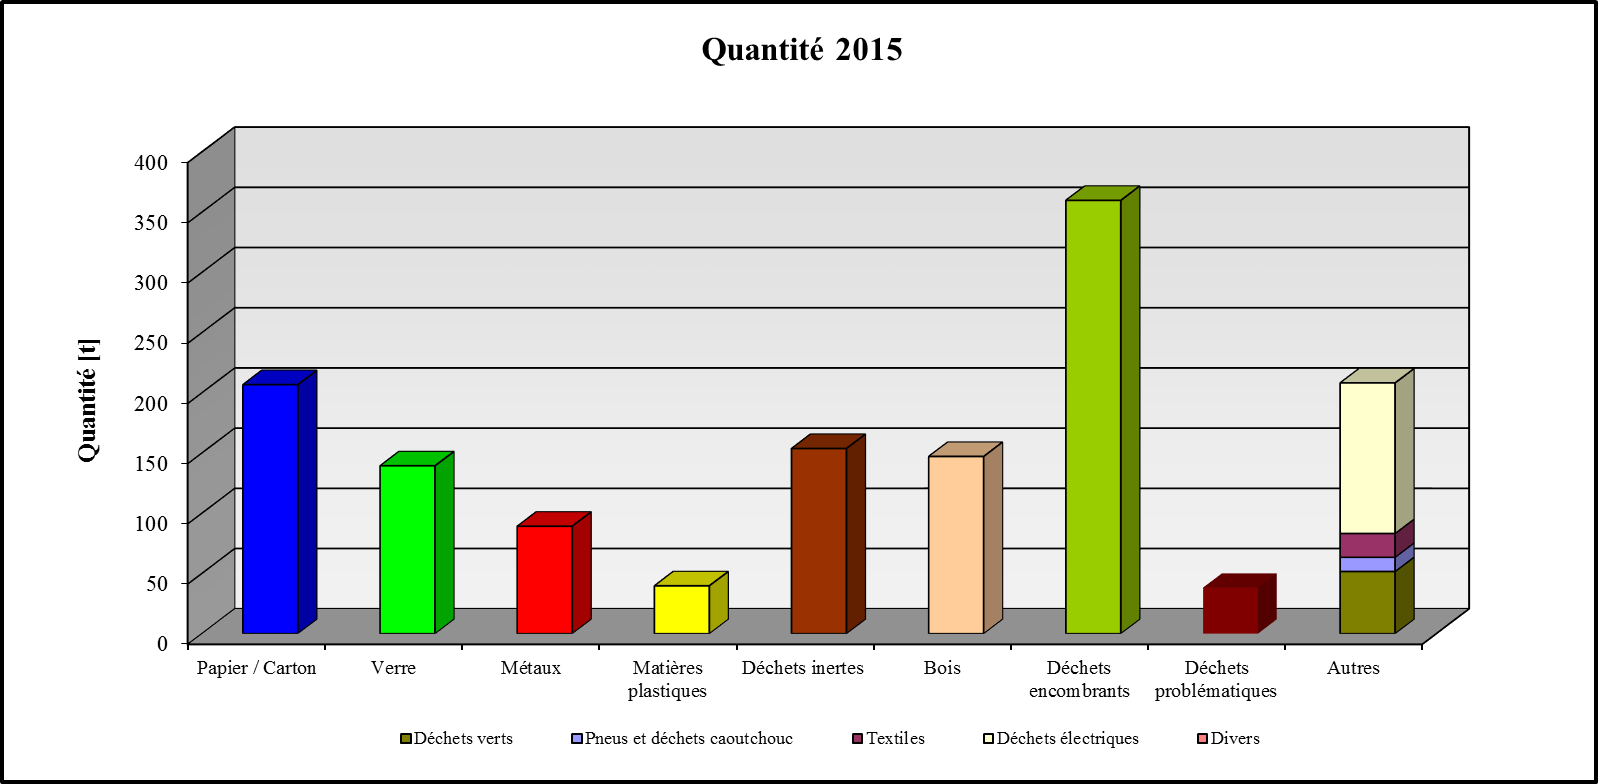 Quantité 2015
400
350
300
250
200
150
100
50
0
Quantité [t]
Papier / Carton
Verre
Métaux
Matières
plastiques
Déchets inertes
Bois
Déchets
encombrants
Déchets
problématiques
Autres
Déchets verts
Pneus et déchets caoutchouc
Textiles
Déchets électriques
Divers